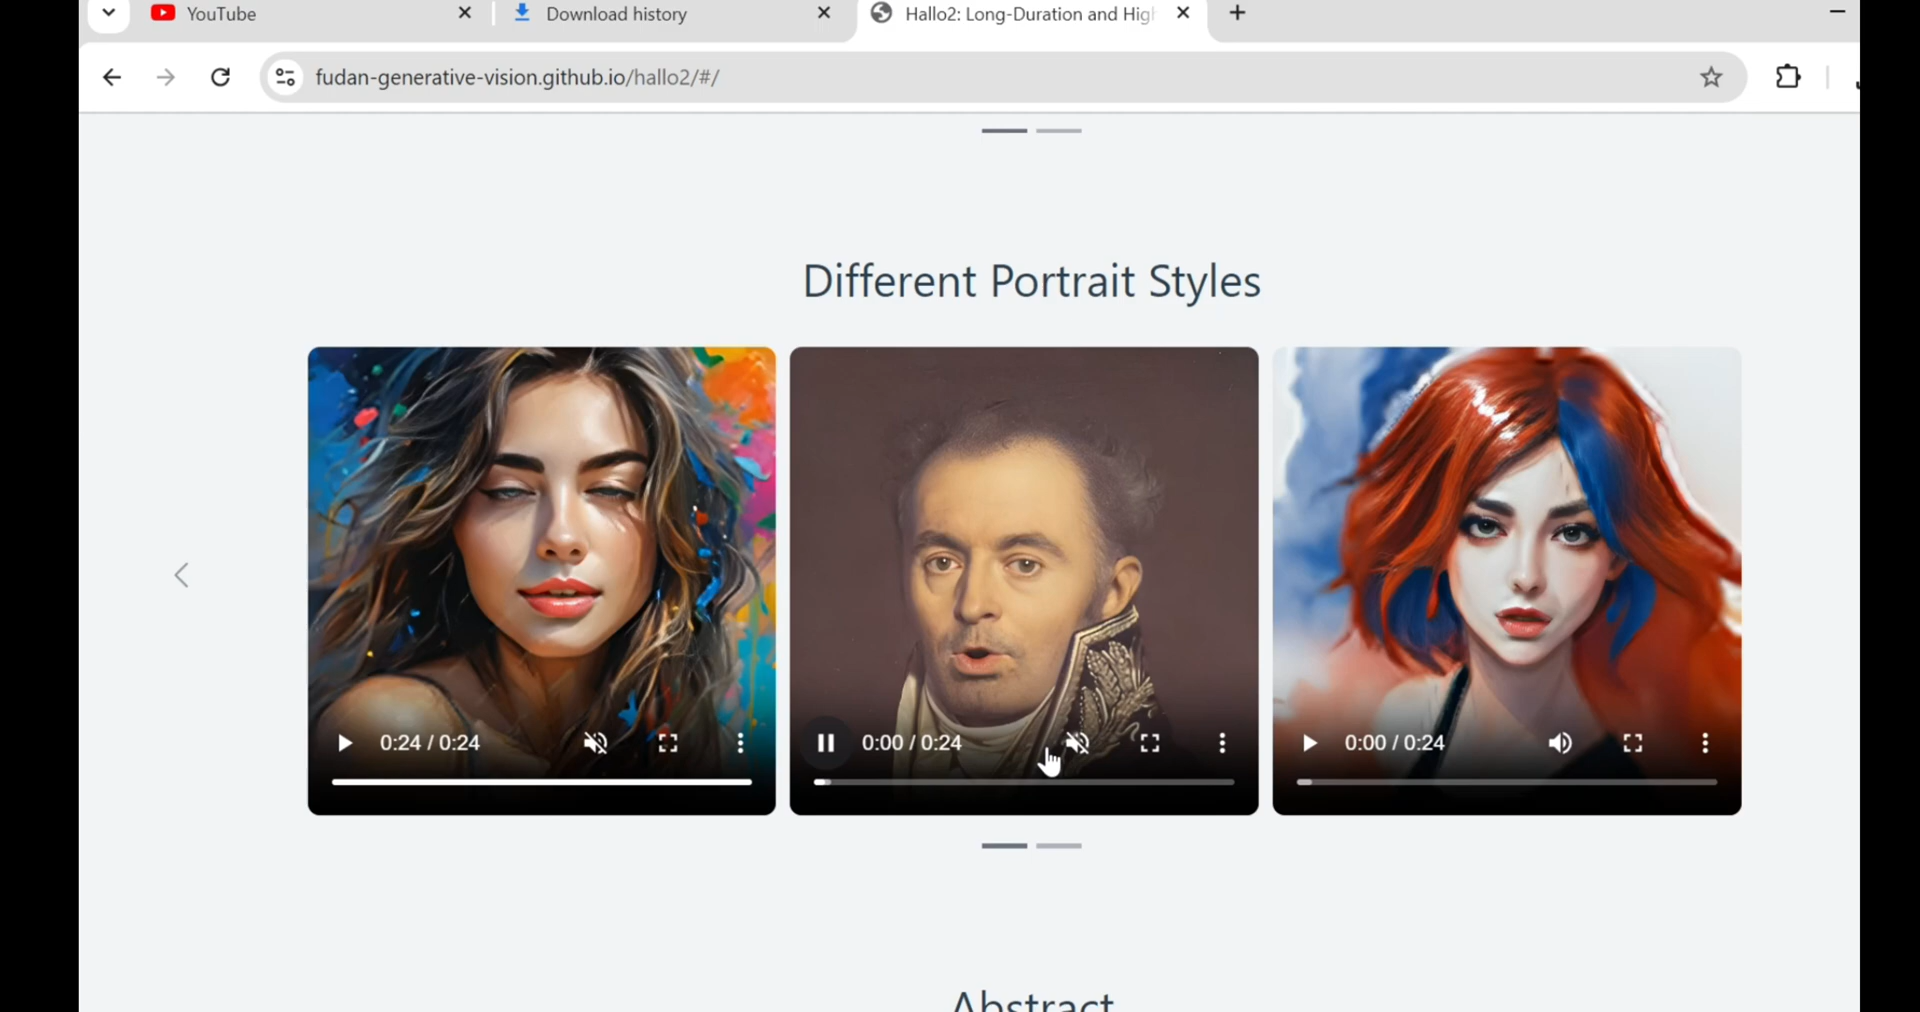 YouTube
Download history
Hallo2: Long-Duration and Hig
fudan-generative-vision.github.io/hallo2/#/
Different Portrait Styles
0:24 / 0:24
0:00 / 0:24
0:00 / 0:24
Abstract